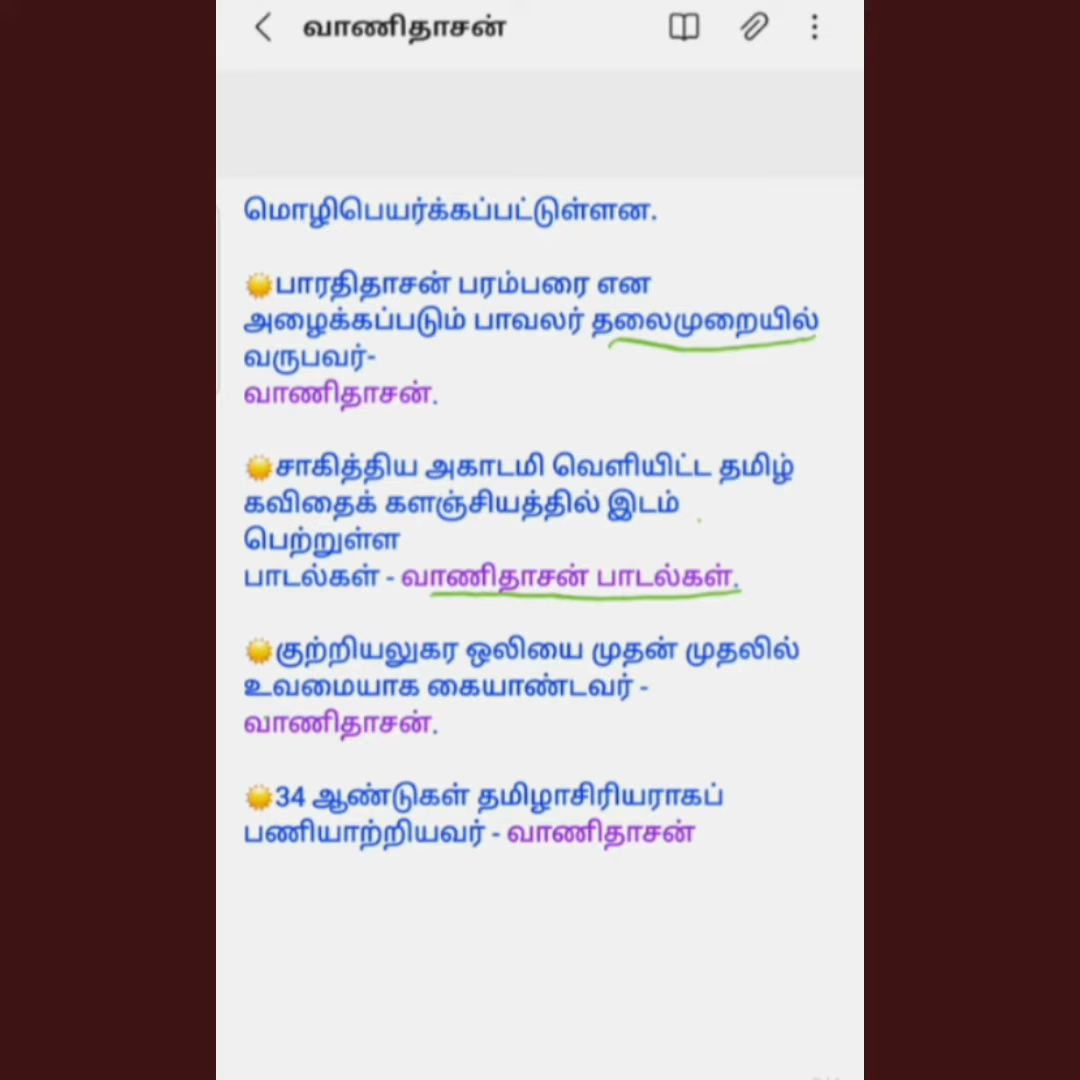 வாணிதாசன்
மொழிபெயர்க்கப்பட்டுள்ளன.
🌞பாரதிதாசன் பரம்பரை என
அழைக்கப்படும் பாவலர் தலைமுறையில்
வருபவர்-
வாணிதாசன்.
🌞சாகித்திய அகாடமி வெளியிட்ட தமிழ்
கவிதைக் களஞ்சியத்தில் இடம்
பெற்றுள்ள
பாடல்கள் - வாணிதாசன் பாடல்கள்.
🌞குற்றியலுகர ஒலியை முதன் முதலில்
உவமையாக கையாண்டவர் -
வாணிதாசன்.
🌞34 ஆண்டுகள் தமிழாசிரியராகப்
பணியாற்றியவர் - வாணிதாசன்